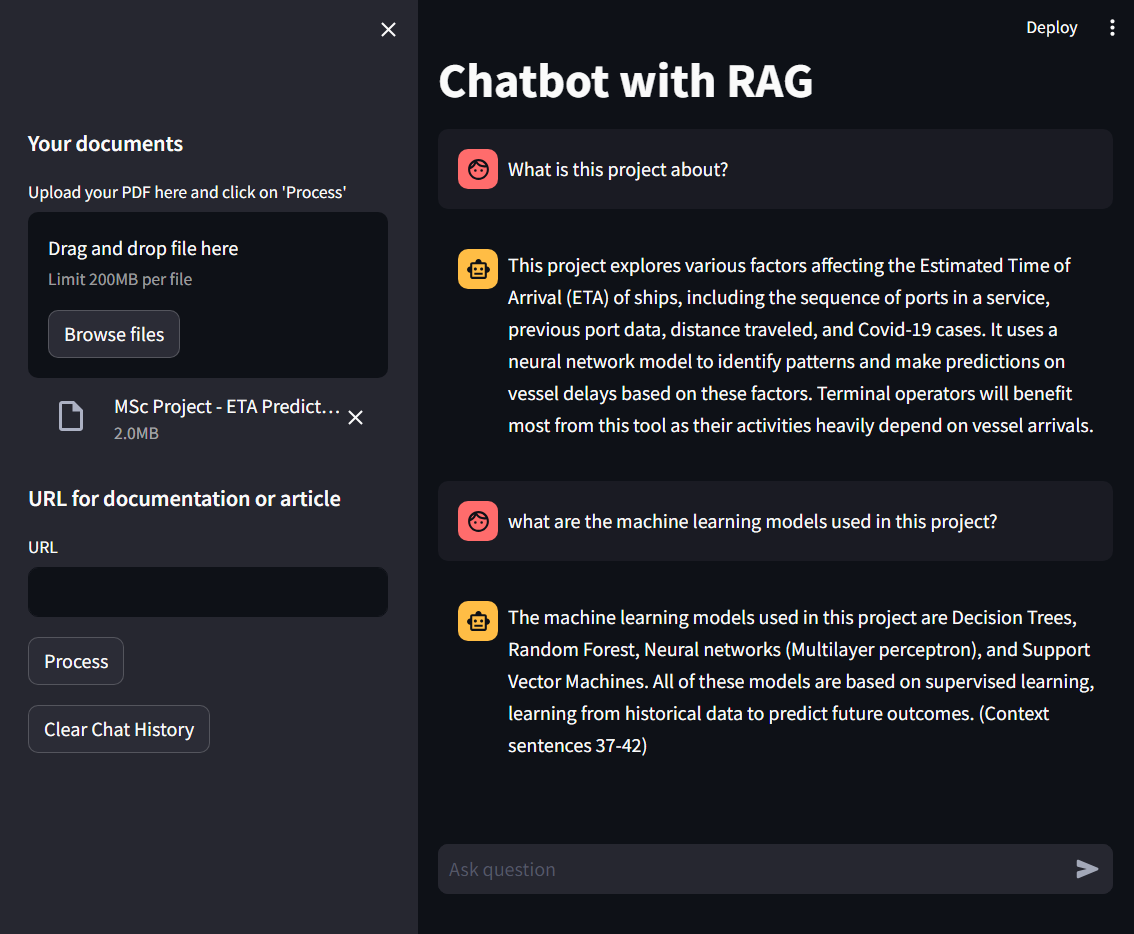 Your documents
Upload your PDF here and click on 'Process'
Drag and drop file here
Limit 200MB per file
Browse files
MSc Project - ETA Predict...
2.0MB
URL for documentation or article
URL
Process
Clear Chat History
Deploy
Chatbot with RAG
What is this project about?
This project explores various factors affecting the Estimated Time of
Arrival (ETA) of ships, including the sequence of ports in a service,
previous port data, distance traveled, and Covid-19 cases. It uses a
neural network model to identify patterns and make predictions on
vessel delays based on these factors. Terminal operators will benefit
most from this tool as their activities heavily depend on vessel arrivals.
what are the machine learning models used in this project?
The machine learning models used in this project are Decision Trees,
Random Forest, Neural networks (Multilayer perceptron), and Support
Vector Machines. All of these models are based on supervised learning,
learning from historical data to predict future outcomes. (Context
sentences 37-42)
Ask question